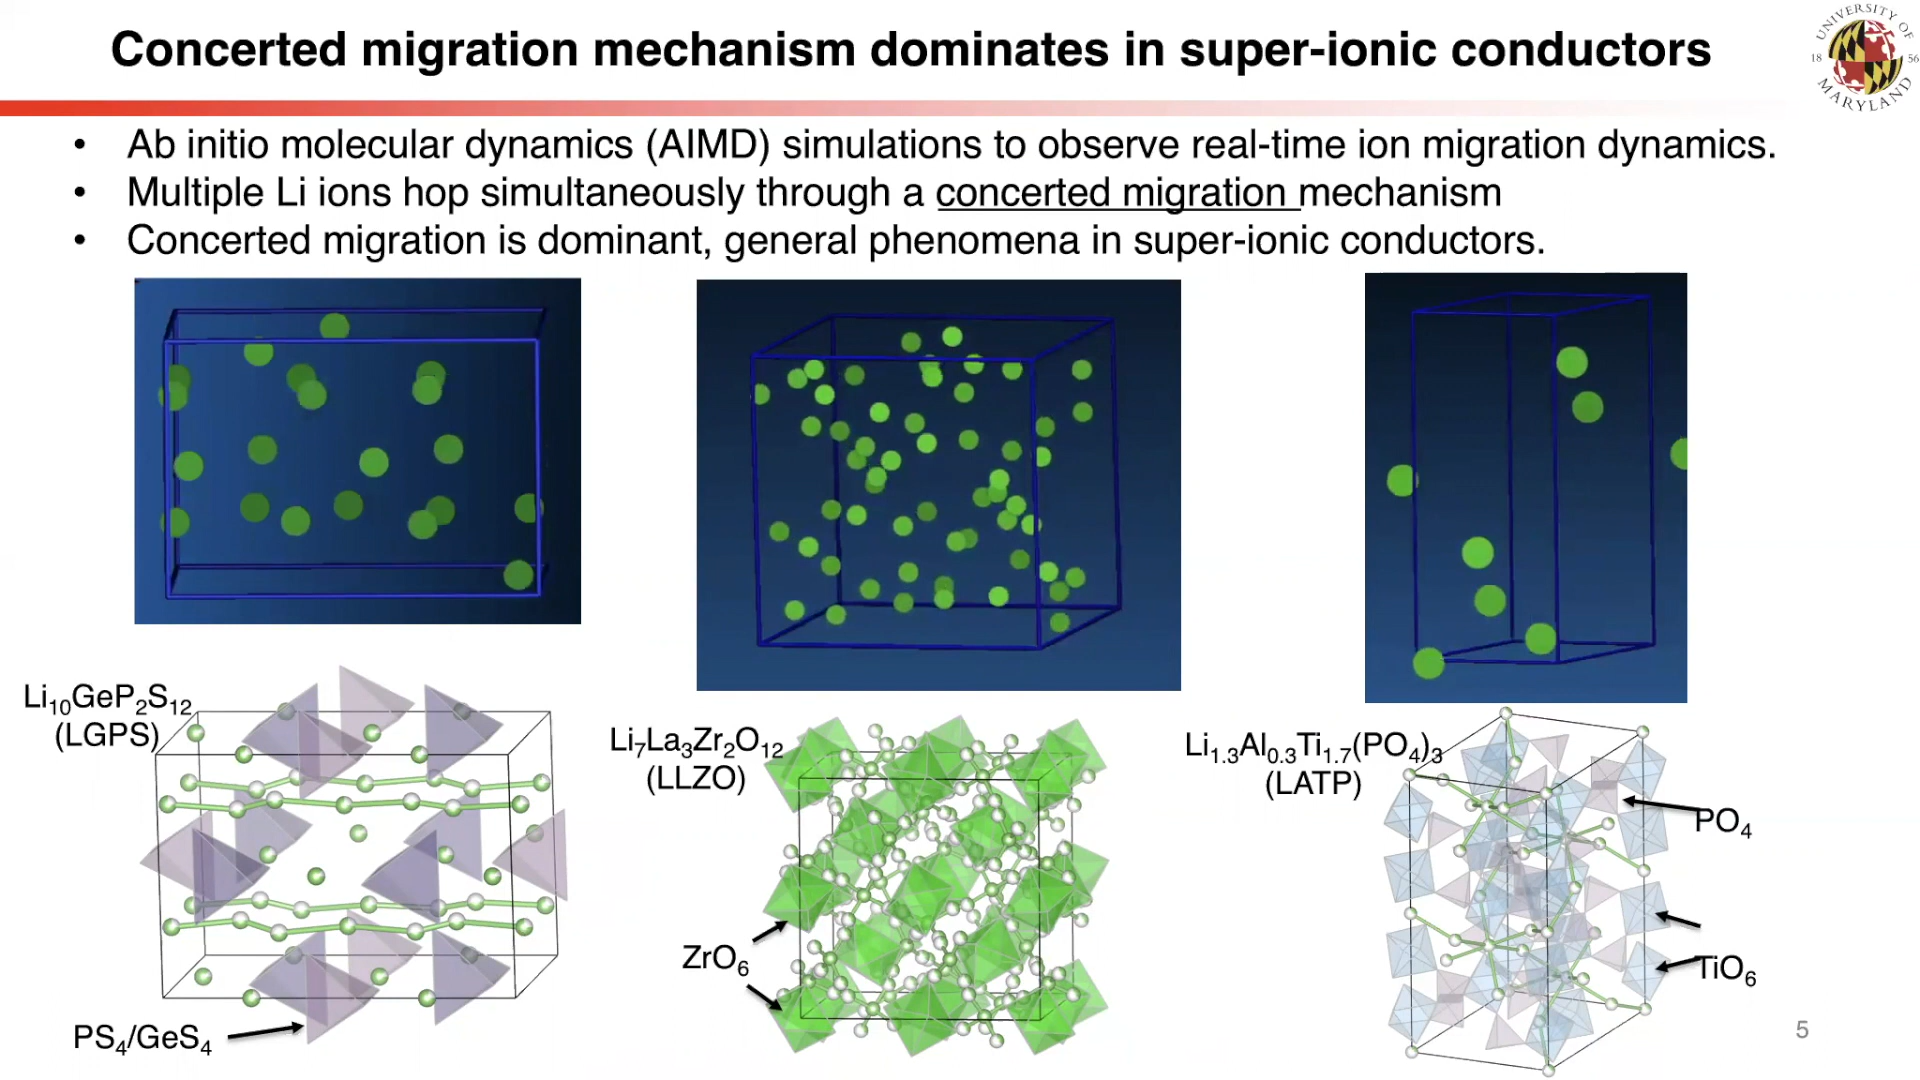 Concerted migration mechanism dominates in super-ionic conductors
UNIVERSITY OF
18 56
MARYLAND
• Ab initio molecular dynamics (AIMD) simulations to observe real-time ion migration dynamics.
• Multiple Li ions hop simultaneously through a concerted migration mechanism
• Concerted migration is dominant, general phenomena in super-ionic conductors.
Li₁₀GeP₂S₁₂
(LGPS)
PS₄/GeS₄
Li₇La₃Zr₂O₁₂
(LLZO)
ZrO₆
Li₁.₃Al₀.₃Ti₁.₇(PO₄)₃
(LATP)
PO₄
TiO₆
5